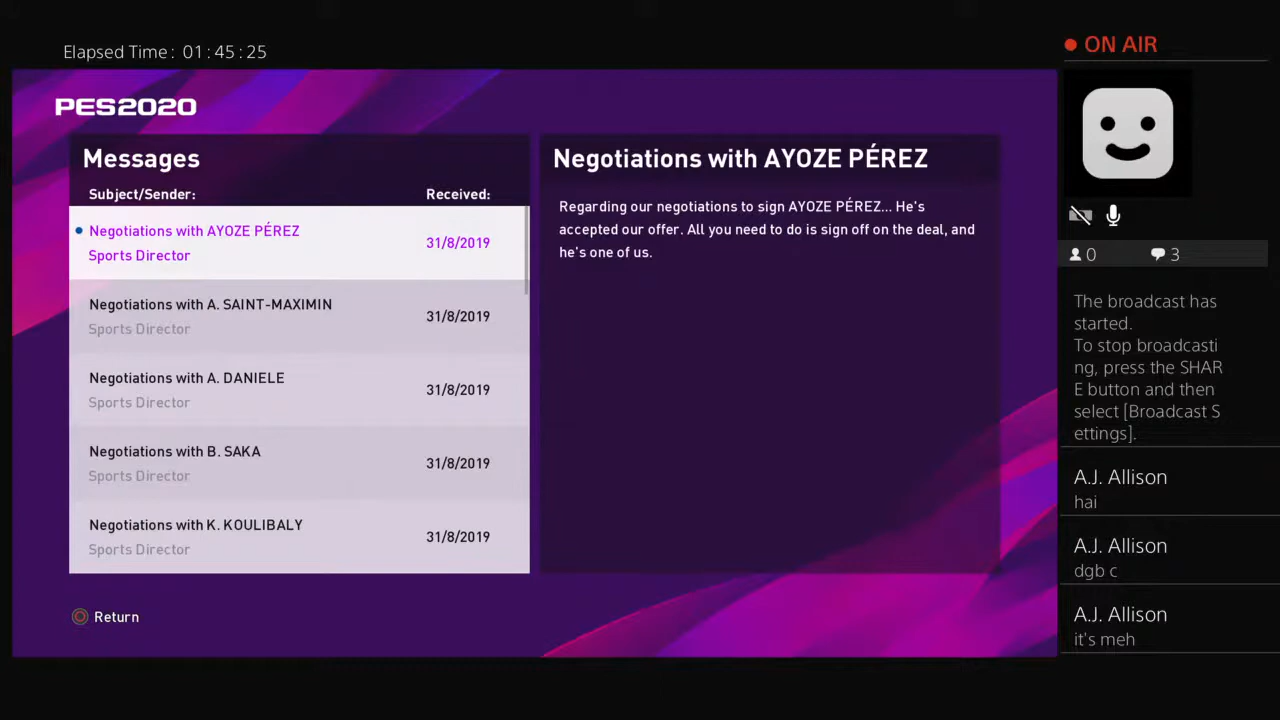 Elapsed Time: 01:45:25
ON AIR
PES2020
Messages
Subject/Sender:
Received:
Negotiations with AYOZE PÉREZ
Sports Director
31/8/2019
Negotiations with A. SAINT-MAXIMIN
Sports Director
31/8/2019
Negotiations with A. DANIELE
Sports Director
31/8/2019
Negotiations with B. SAKA
Sports Director
31/8/2019
Negotiations with K. KOULIBALY
Sports Director
31/8/2019
Return
Negotiations with AYOZE PÉREZ
Regarding our negotiations to sign AYOZE PÉREZ... He's
accepted our offer. All you need to do is sign off on the deal, and
he's one of us.
0
3
The broadcast has
started.
To stop broadcasti
ng, press the SHAR
E button and then
select [Broadcast S
ettings].
A.J. Allison
hai
A.J. Allison
dgb c
A.J. Allison
it's meh